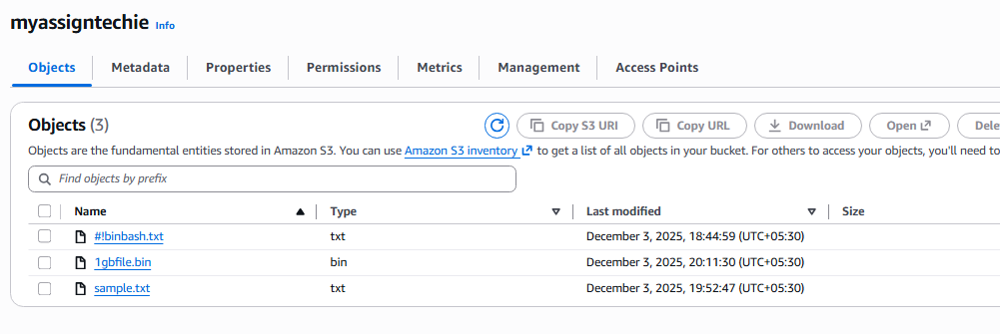 myassigntechie Info
Objects Metadata Properties Permissions Metrics Management Access Points
Objects (3) Copy S3 URI Copy URL Download Open Dele
Objects are the fundamental entities stored in Amazon S3. You can use Amazon S3 inventory to get a list of all objects in your bucket. For others to access your objects, you'll need to
Find objects by prefix
Name Type Last modified Size
#!binbash.txt txt December 3, 2025, 18:44:59 (UTC+05:30)
1gbfile.bin bin December 3, 2025, 20:11:30 (UTC+05:30)
sample.txt txt December 3, 2025, 19:52:47 (UTC+05:30)